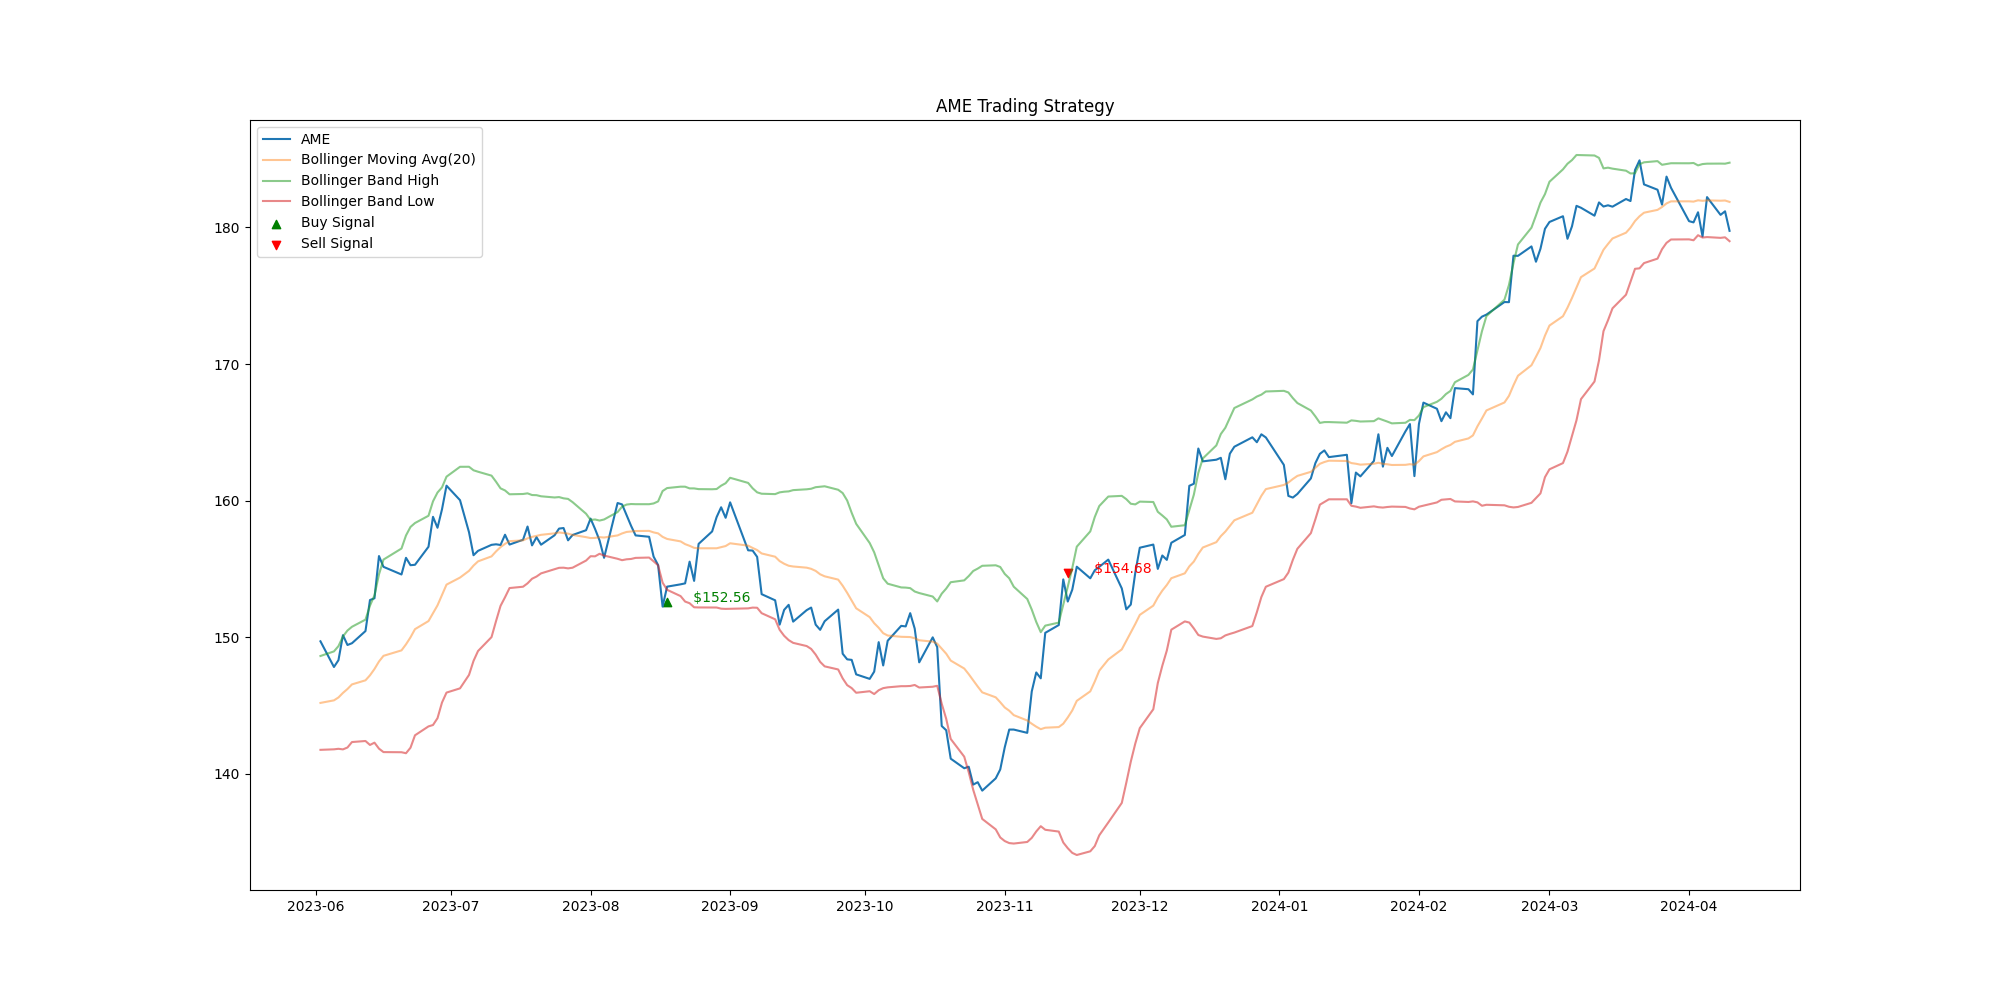 AME Trading Strategy
AME
Bollinger Moving Avg(20)
Bollinger Band High
Bollinger Band Low
Buy Signal
Sell Signal
180
170
160
150
140
$154.68
$152.56
2023-06 2023-07 2023-08 2023-09 2023-10 2023-11 2023-12 2024-01 2024-02 2024-03 2024-04